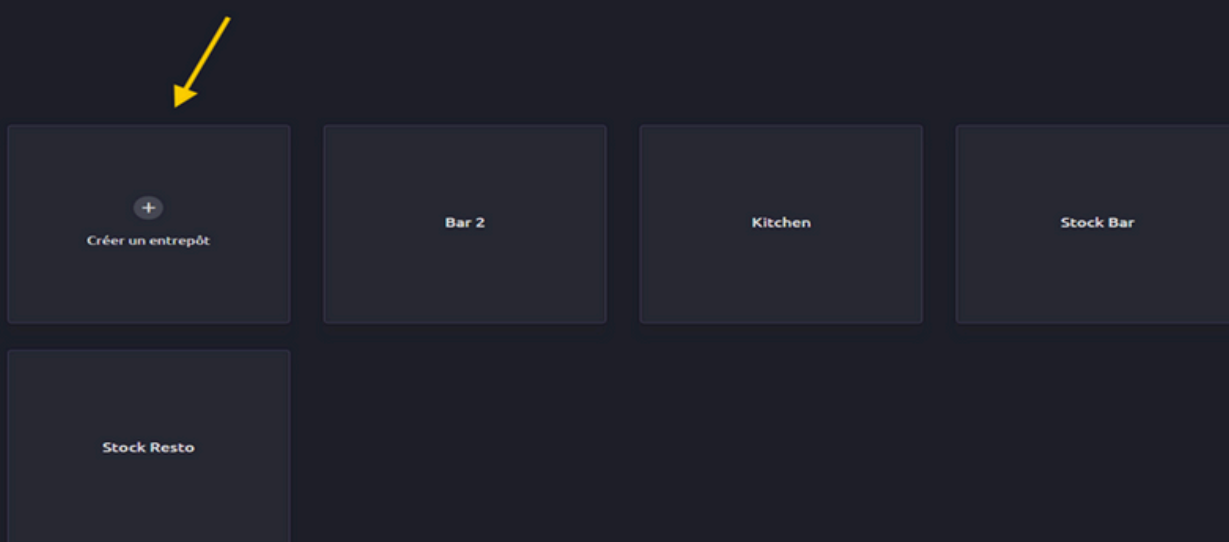 +
Créer un entrepôt
Bar 2
Kitchen
Stock Bar
Stock Resto